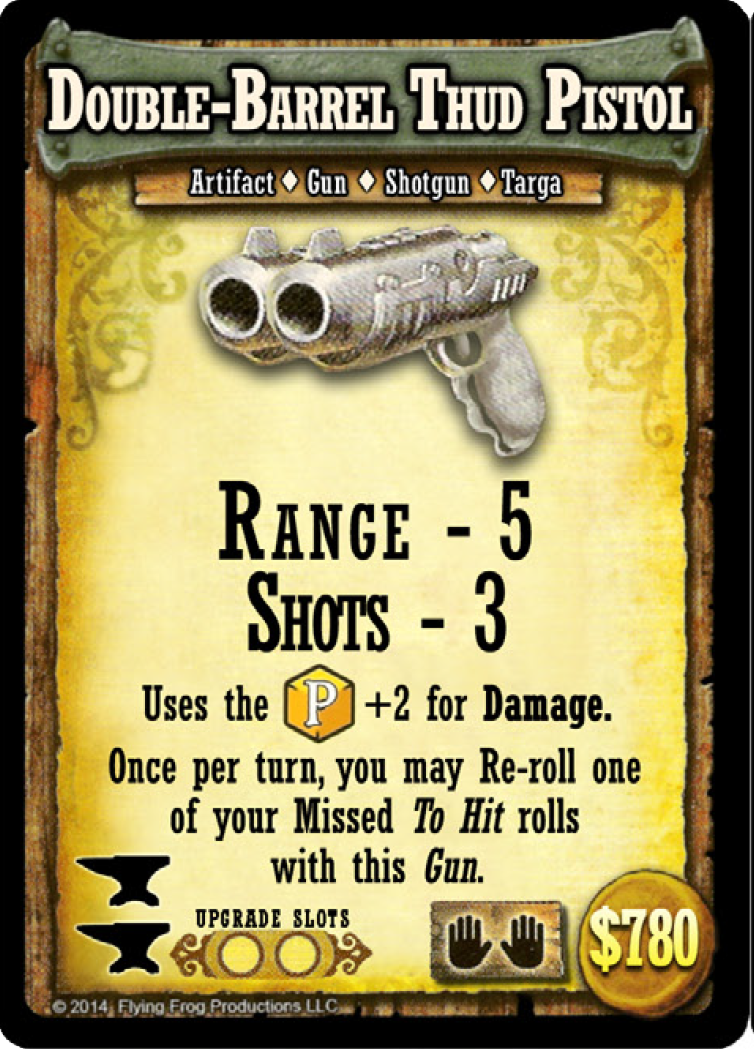 Double-Barrel Thud Pistol
Artifact ♦ Gun ♦ Shotgun ♦ Targa
Range - 5
Shots - 3
Uses the P +2 for Damage.
Once per turn, you may Re-roll one
of your Missed To Hit rolls
with this Gun.
UPGRADE SLOTS
$780
© 2014 Flying Frog Productions LLC